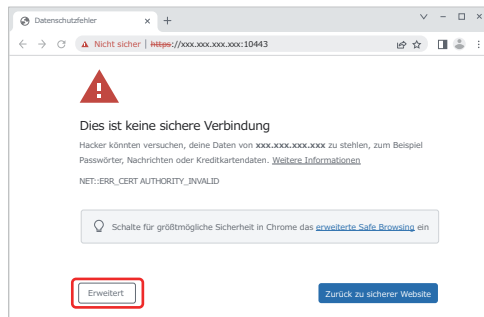 Datenschutzfehler
Nicht sicher | https://xxx.xxx.xxx.xxx:10443
Dies ist keine sichere Verbindung
Hacker könnten versuchen, deine Daten von xxx.xxx.xxx.xxx zu stehlen, zum Beispiel
Passwörter, Nachrichten oder Kreditkartendaten. Weitere Informationen
NET::ERR_CERT AUTHORITY_INVALID
Schalte für größtmögliche Sicherheit in Chrome das erweiterte Safe Browsing ein
Erweitert
Zurück zu sicherer Website